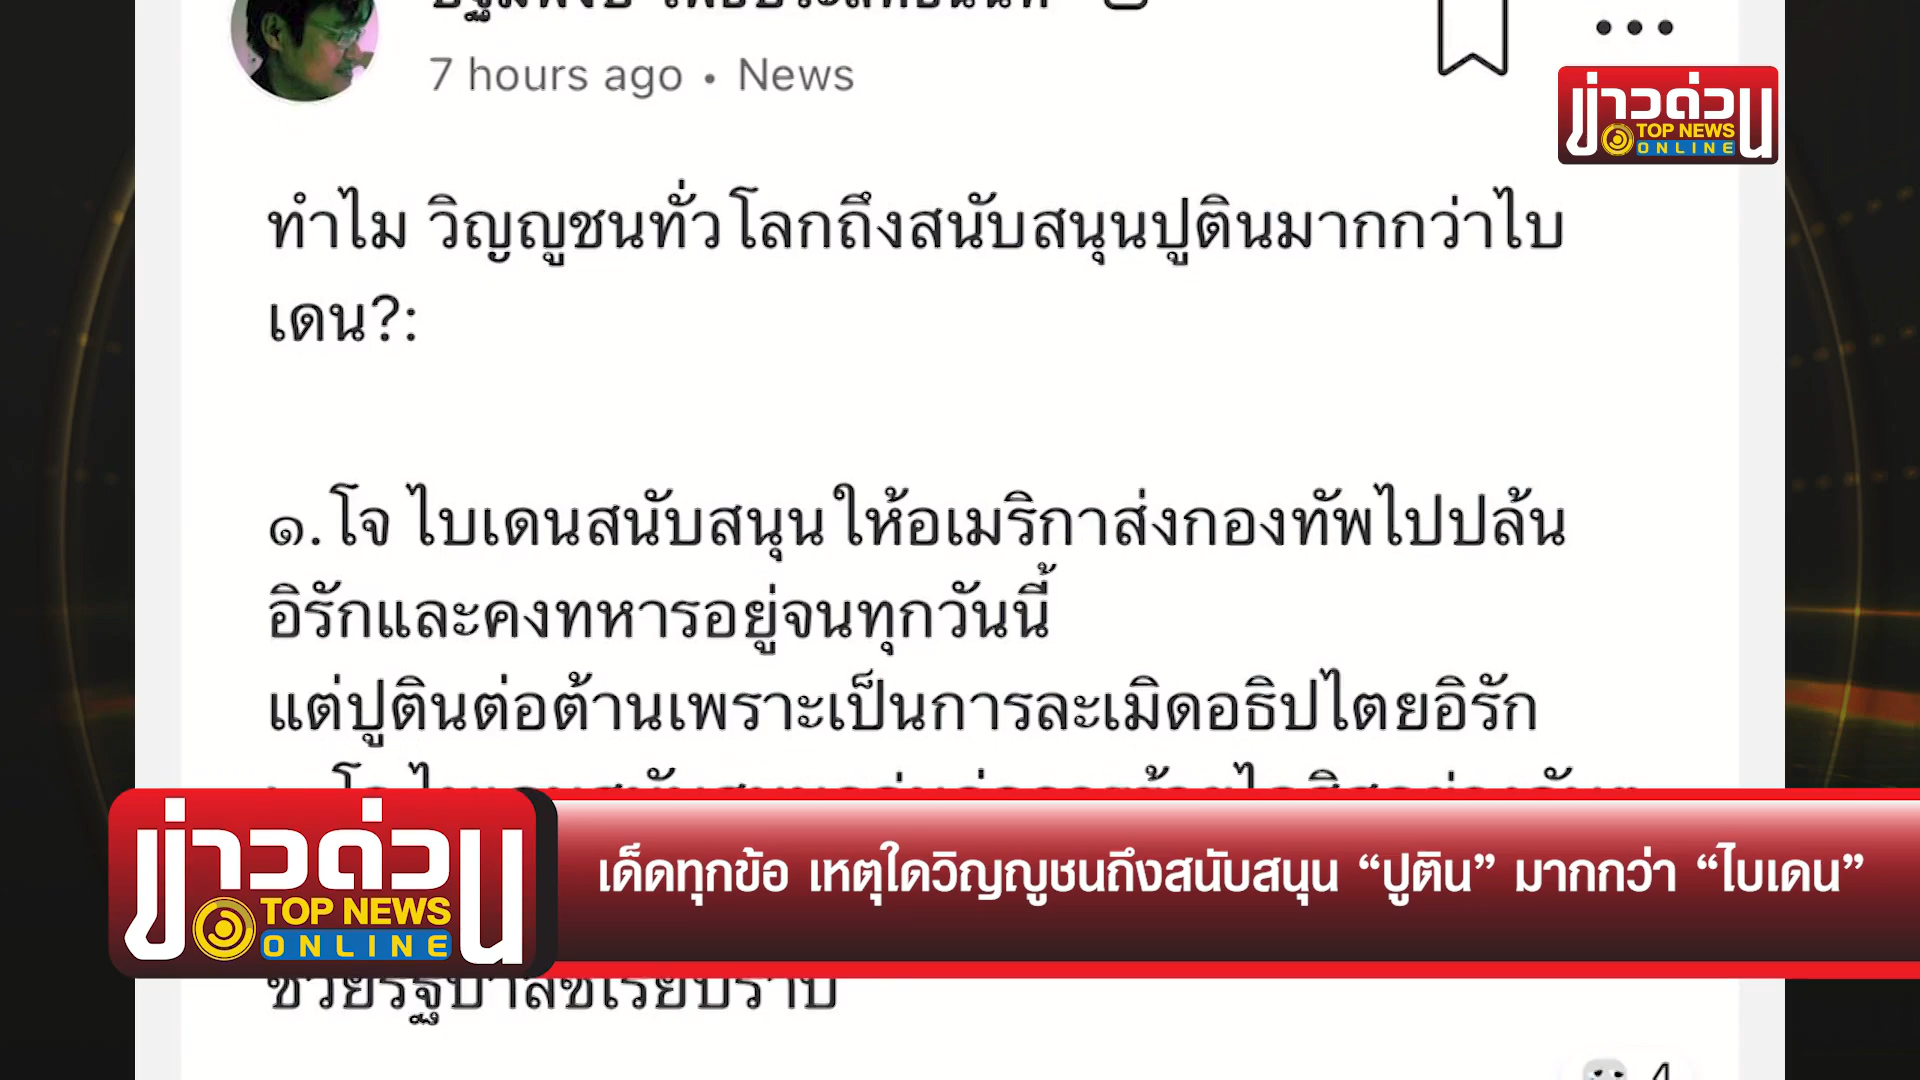 7 hours ago • News
ข่าวด่วน
TOP NEWS
ONLINE
ทำไม วิญญูชนทั่วโลกถึงสนับสนุนปูตินมากกว่าไบ
เดน?:
๑.โจ ไบเดนสนับสนุนให้อเมริกาส่งกองทัพไปปล้น
อิรักและคงทหารอยู่จนทุกวันนี้
แต่ปูตินต่อต้านเพราะเป็นการละเมิดอธิปไตยอิรัก
ข่าวด่วน
TOP NEWS
ONLINE
เด็ดทุกข้อ เหตุใดวิญญูชนถึงสนับสนุน “ปูติน” มากกว่า “ไบเดน”
ช่วยรัฐบาลซีเรียปราบ
4